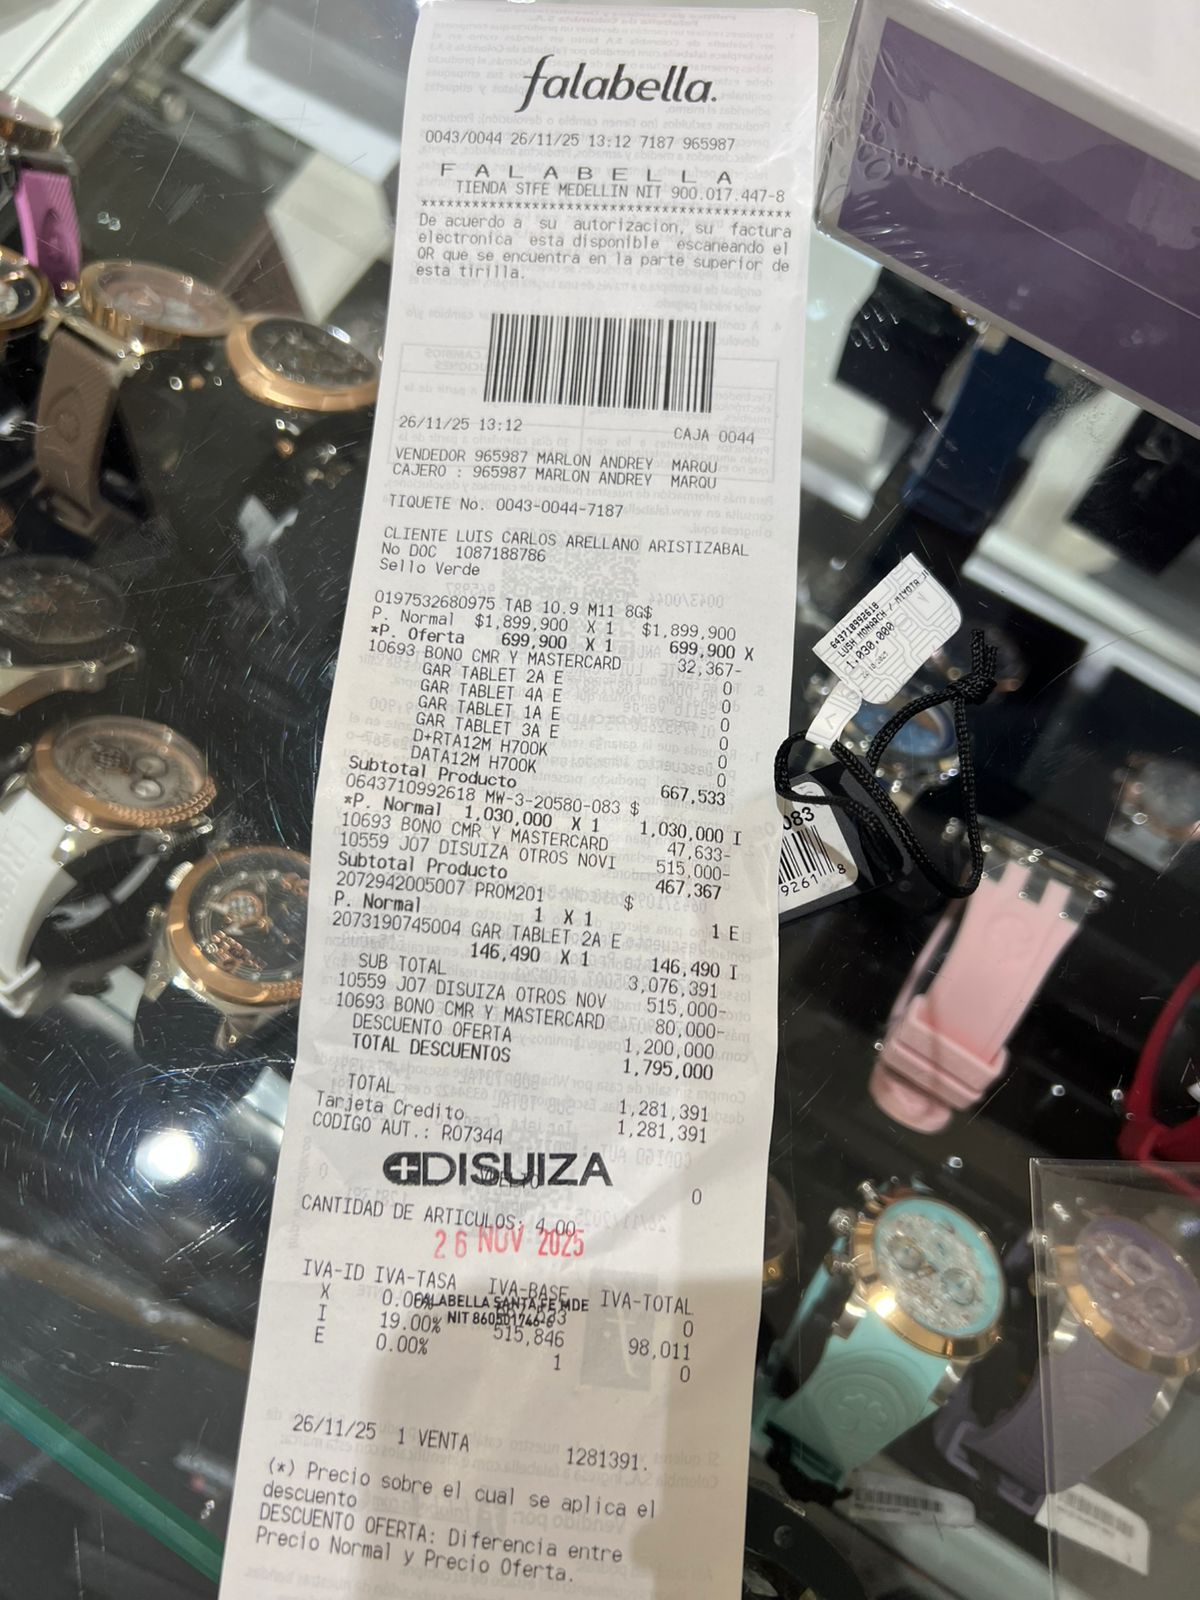 falabella.
0043/0044 26/11/25 13:12 7187 965987
F A L A B E L L A
TIENDA STFE MEDELLIN NIT 900.017.447-8
******************************************
De acuerdo a su autorizacion, su factura
electronica esta disponible escaneando el
QR que se encuentra en la parte superior de
esta tirilla.
26/11/25 13:12 CAJA 0044
VENDEDOR 965987 MARLON ANDREY MARQU
CAJERO : 965987 MARLON ANDREY MARQU
TIQUETE No. 0043-0044-7187
CLIENTE LUIS CARLOS ARELLANO ARISTIZABAL
No DOC 1087188786
Sello Verde
0197532680975 TAB 10.9 M11 8G$
P. Normal $1,899,900 X 1 $1,899,900
*P. Oferta 699,900 X 1 699,900 X
10693 BONO CMR Y MASTERCARD 32,367-
GAR TABLET 2A E 0
GAR TABLET 4A E 0
GAR TABLET 1A E 0
GAR TABLET 3A E 0
D+RTA12M H700K 0
DATA12M H700K 0
Subtotal Producto 667,533
0643710992618 MW-3-20580-083 $
*P. Normal 1,030,000 X 1 1,030,000 I
10693 BONO CMR Y MASTERCARD 47,633-
10559 J07 DISUIZA OTROS NOVI 515,000-
Subtotal Producto 467,367
2072942005007 PROM201 $
P. Normal 1 X 1 1 E
2073190745004 GAR TABLET 2A E
146,490 X 1 146,490 I
SUB TOTAL 3,076,391
10559 J07 DISUIZA OTROS NOV 515,000-
10693 BONO CMR Y MASTERCARD 80,000-
DESCUENTO OFERTA 1,200,000
TOTAL DESCUENTOS 1,795,000
TOTAL 1,281,391
Tarjeta Credito 1,281,391
CODIGO AUT.: R07344
DISUIZA
0
CANTIDAD DE ARTICULOS: 4.00
26 NOV 2025
IVA-ID IVA-TASA IVA-BASE IVA-TOTAL
X 0.00% 0
FALABELLA SANTA FE MDE
NIT 860501746-6
I 19.00% 515,846 98,011
E 0.00% 1 0
26/11/25 1 VENTA 1281391.
(*) Precio sobre el cual se aplica el
descuento
DESCUENTO OFERTA: Diferencia entre
Precio Normal y Precio Oferta.
643710992618
LUSH MONARCH / MIYOTA J
1,030,000
083
9261 8